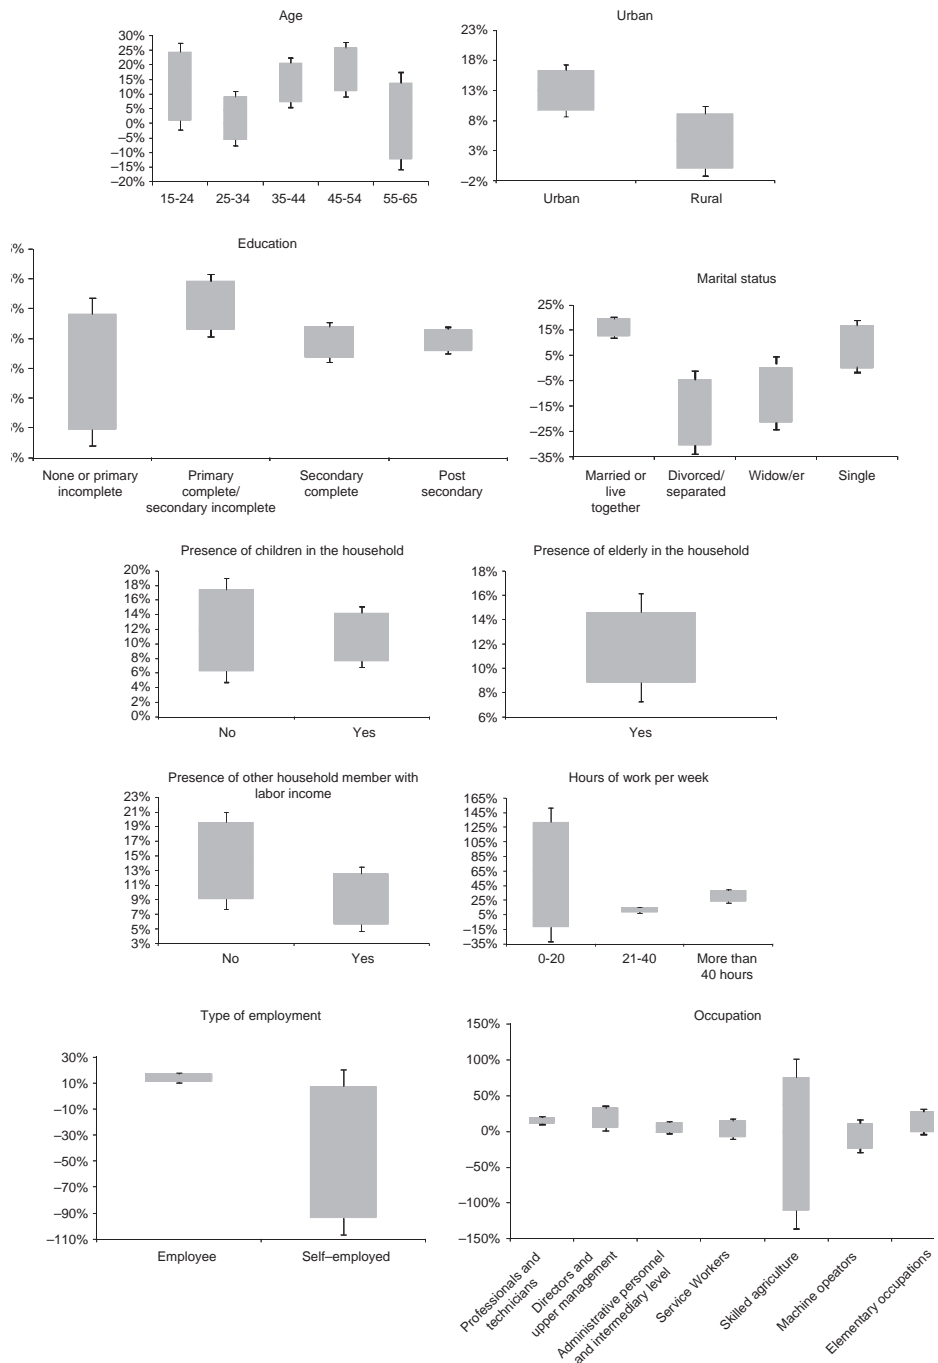 Age
30%
25%
20%
15%
10%
5%
0%
–5%
–10%
–15%
–20%
15-24
25-34
35-44
45-54
55-65
Urban
23%
18%
13%
8%
3%
–2%
Urban
Rural
Education
None or primary
incomplete
Primary
complete/
secondary incomplete
Secondary
complete
Post
secondary
Marital status
25%
15%
5%
–5%
–15%
–25%
–35%
Married or
live
together
Divorced/
separated
Widow/er
Single
Presence of children in the household
20%
18%
16%
14%
12%
10%
8%
6%
4%
2%
0%
No
Yes
Presence of elderly in the household
18%
16%
14%
12%
10%
8%
6%
Yes
Presence of other household member with
labor income
23%
21%
19%
17%
15%
13%
11%
9%
7%
5%
3%
No
Yes
Hours of work per week
165%
145%
125%
105%
85%
65%
45%
25%
5%
–15%
–35%
0-20
21-40
More than
40 hours
Type of employment
30%
10%
–10%
–30%
–50%
–70%
–90%
–110%
Employee
Self–employed
Occupation
150%
100%
50%
0%
–50%
–100%
–150%
Professionals and
technicians
Directors and
upper management
Administrative personnel
and intermediary level
Service Workers
Skilled agriculture
Machine opeators
Elementary occupations